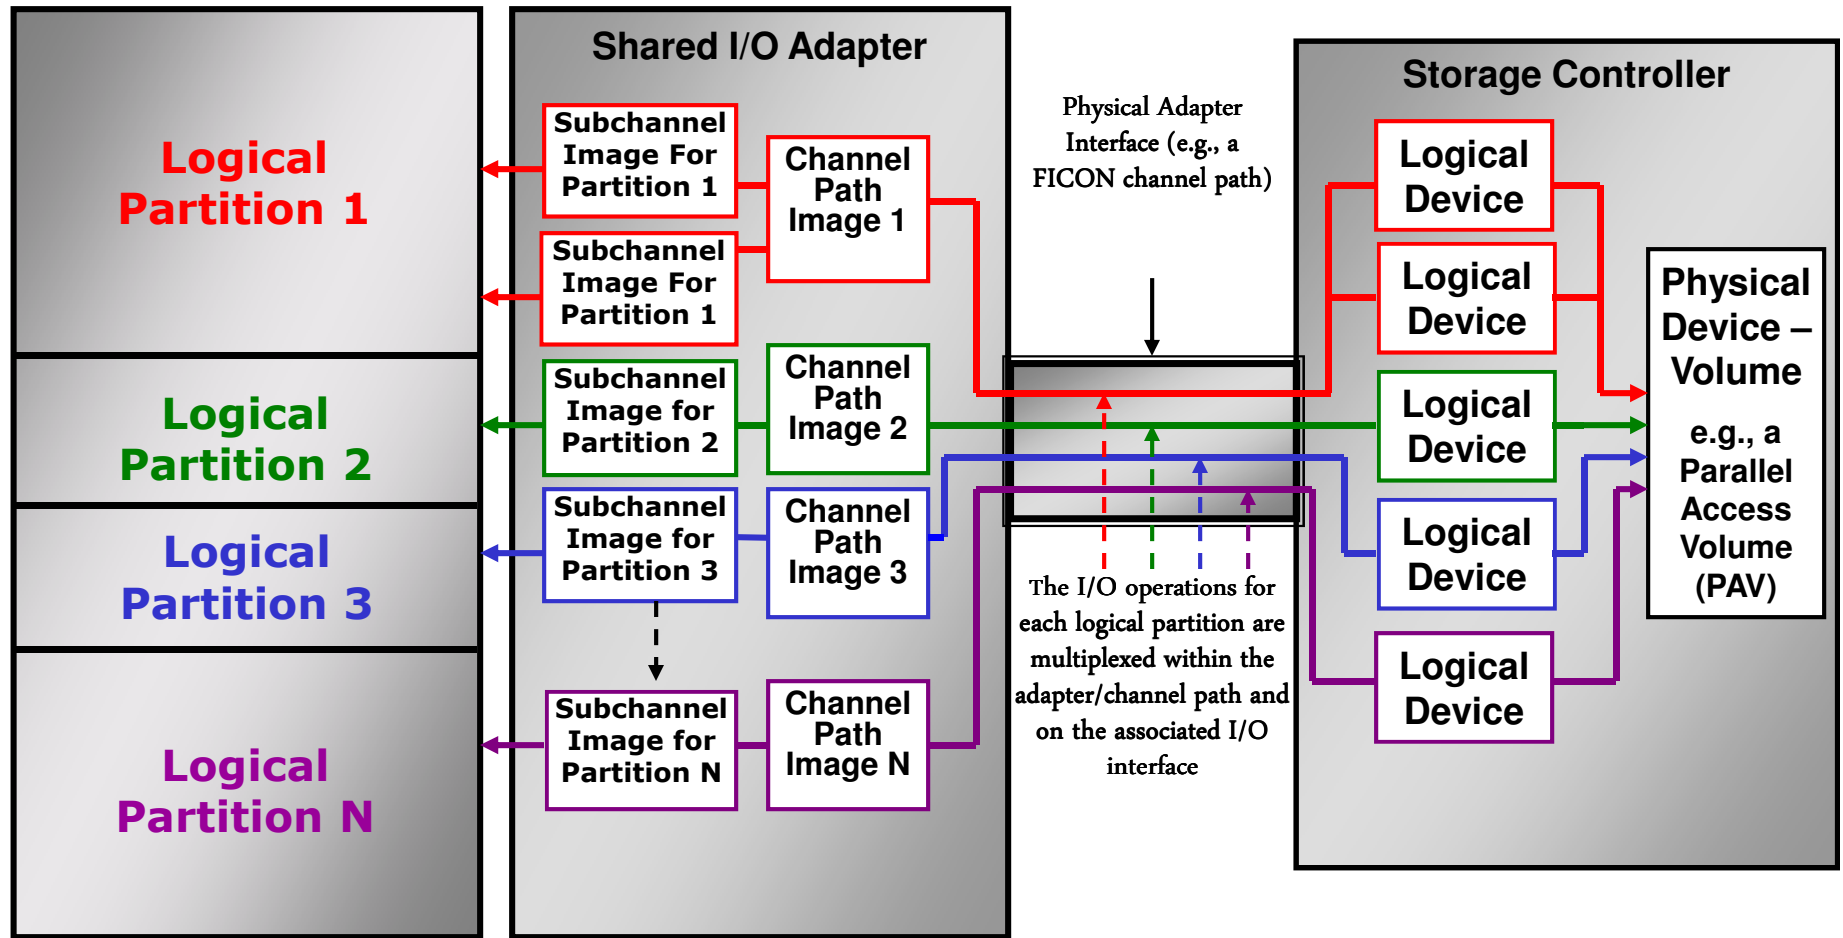 Logical
Partition 1
Logical
Partition 2
Logical
Partition 3
Logical
Partition N
Shared I/O Adapter
Subchannel
Image For
Partition 1
Subchannel
Image For
Partition 1
Subchannel
Image for
Partition 2
Subchannel
Image for
Partition 3
Subchannel
Image for
Partition N
Channel
Path
Image 1
Channel
Path
Image 2
Channel
Path
Image 3
Channel
Path
Image N
Physical Adapter
Interface (e.g., a
FICON channel path)
The I/O operations for
each logical partition are
multiplexed within the
adapter/channel path and
on the associated I/O
interface
Storage Controller
Logical
Device
Logical
Device
Logical
Device
Logical
Device
Logical
Device
Physical
Device –
Volume
e.g., a
Parallel
Access
Volume
(PAV)